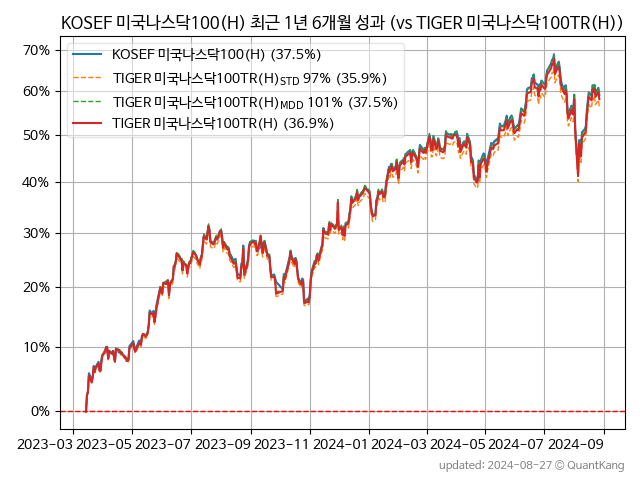 KOSEF 미국나스닥100(H) 최근 1년 6개월 성과 (vs TIGER 미국나스닥100TR(H))
70%
60%
50%
40%
30%
20%
10%
0%
KOSEF 미국나스닥100(H) (37.5%)
TIGER 미국나스닥100TR(H)STD 97% (35.9%)
TIGER 미국나스닥100TR(H)MDD 101% (37.5%)
TIGER 미국나스닥100TR(H) (36.9%)
2023-03 2023-05 2023-07 2023-09 2023-11 2024-01 2024-03 2024-05 2024-07 2024-09
updated: 2024-08-27 © QuantKang